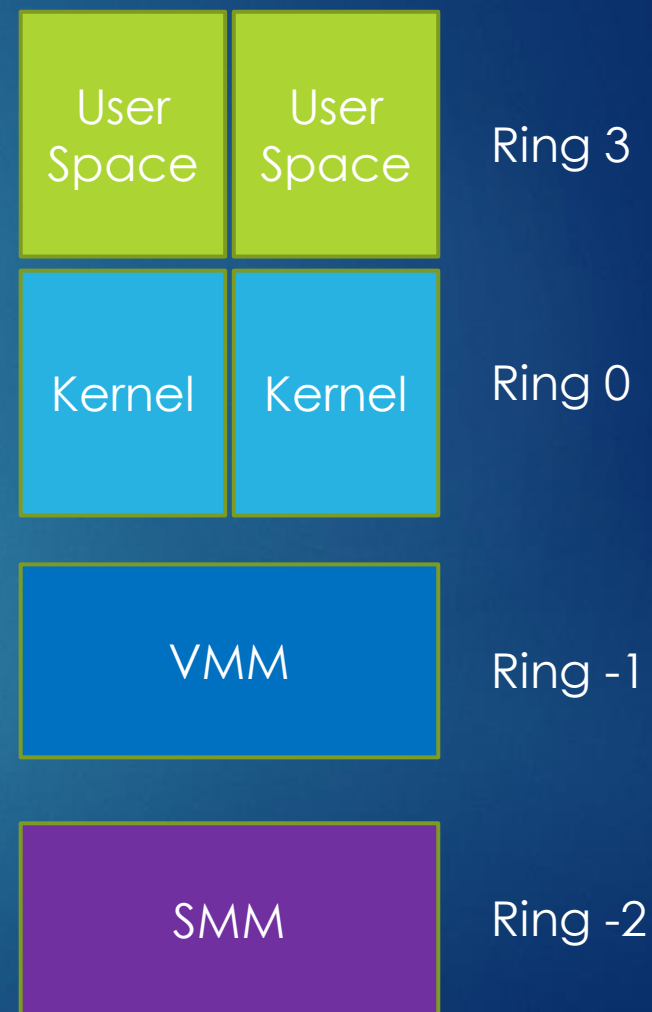 User
Space
User
Space
Ring 3
Kernel
Kernel
Ring 0
VMM
Ring -1
SMM
Ring -2